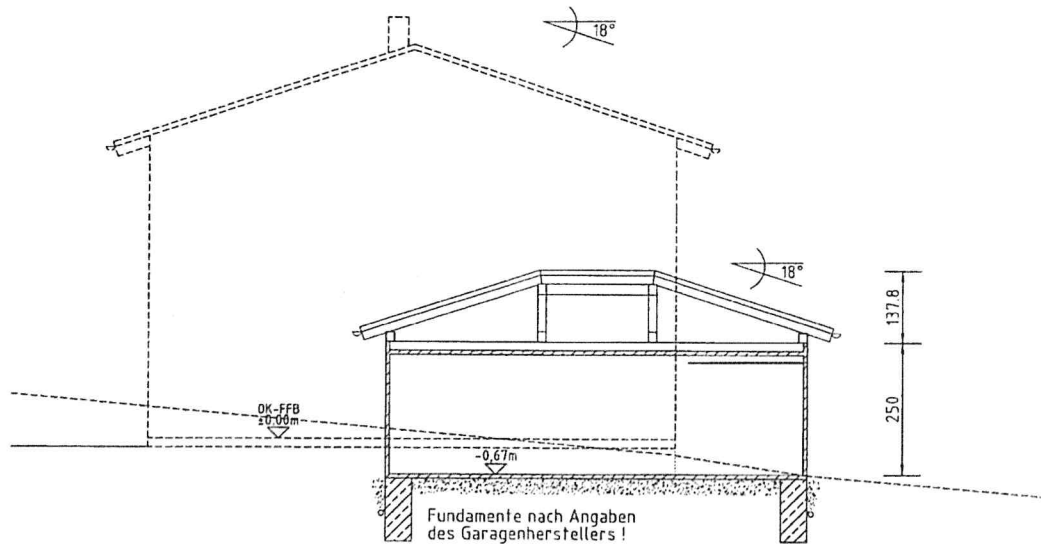 18°
18°
137.8
250
OK-FFB
±0.00m
-0,67m
Fundamente nach Angaben
des Garagenherstellers !